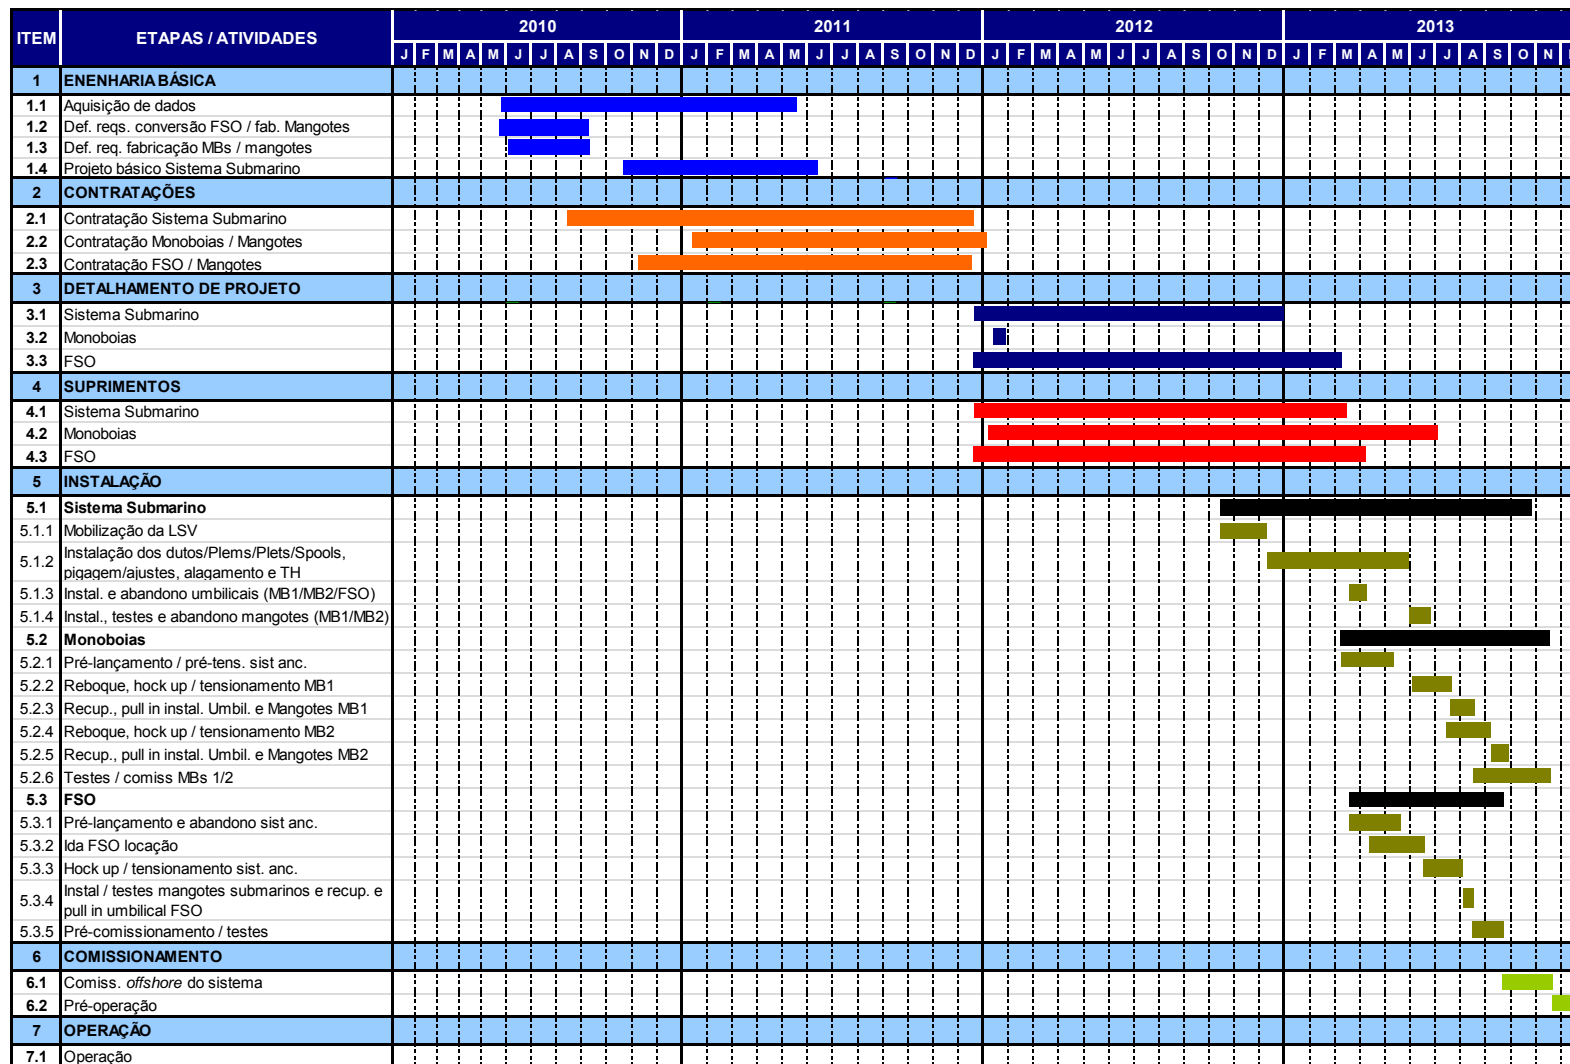 ITEM ETAPAS / ATIVIDADES 2010 2011 2012 2013
J F M A M J J A S O N D J F M A M J J A S O N D J F M A M J J A S O N D J F M A M J J A S O N
1 ENENHARIA BÁSICA
1.1 Aquisição de dados
1.2 Def. reqs. conversão FSO / fab. Mangotes
1.3 Def. req. fabricação MBs / mangotes
1.4 Projeto básico Sistema Submarino
2 CONTRATAÇÕES
2.1 Contratação Sistema Submarino
2.2 Contratação Monoboias / Mangotes
2.3 Contratação FSO / Mangotes
3 DETALHAMENTO DE PROJETO
3.1 Sistema Submarino
3.2 Monoboias
3.3 FSO
4 SUPRIMENTOS
4.1 Sistema Submarino
4.2 Monoboias
4.3 FSO
5 INSTALAÇÃO
5.1 Sistema Submarino
5.1.1 Mobilização da LSV
5.1.2 Instalação dos dutos/Plems/Plets/Spools,
pigagem/ajustes, alagamento e TH
5.1.3 Instal. e abandono umbilicais (MB1/MB2/FSO)
5.1.4 Instal., testes e abandono mangotes (MB1/MB2)
5.2 Monoboias
5.2.1 Pré-lançamento / pré-tens. sist anc.
5.2.2 Reboque, hock up / tensionamento MB1
5.2.3 Recup., pull in instal. Umbil. e Mangotes MB1
5.2.4 Reboque, hock up / tensionamento MB2
5.2.5 Recup., pull in instal. Umbil. e Mangotes MB2
5.2.6 Testes / comiss MBs 1/2
5.3 FSO
5.3.1 Pré-lançamento e abandono sist anc.
5.3.2 Ida FSO locação
5.3.3 Hock up / tensionamento sist. anc.
5.3.4 Instal / testes mangotes submarinos e recup. e
pull in umbilical FSO
5.3.5 Pré-comissionamento / testes
6 COMISSIONAMENTO
6.1 Comiss. offshore do sistema
6.2 Pré-operação
7 OPERAÇÃO
7.1 Operação